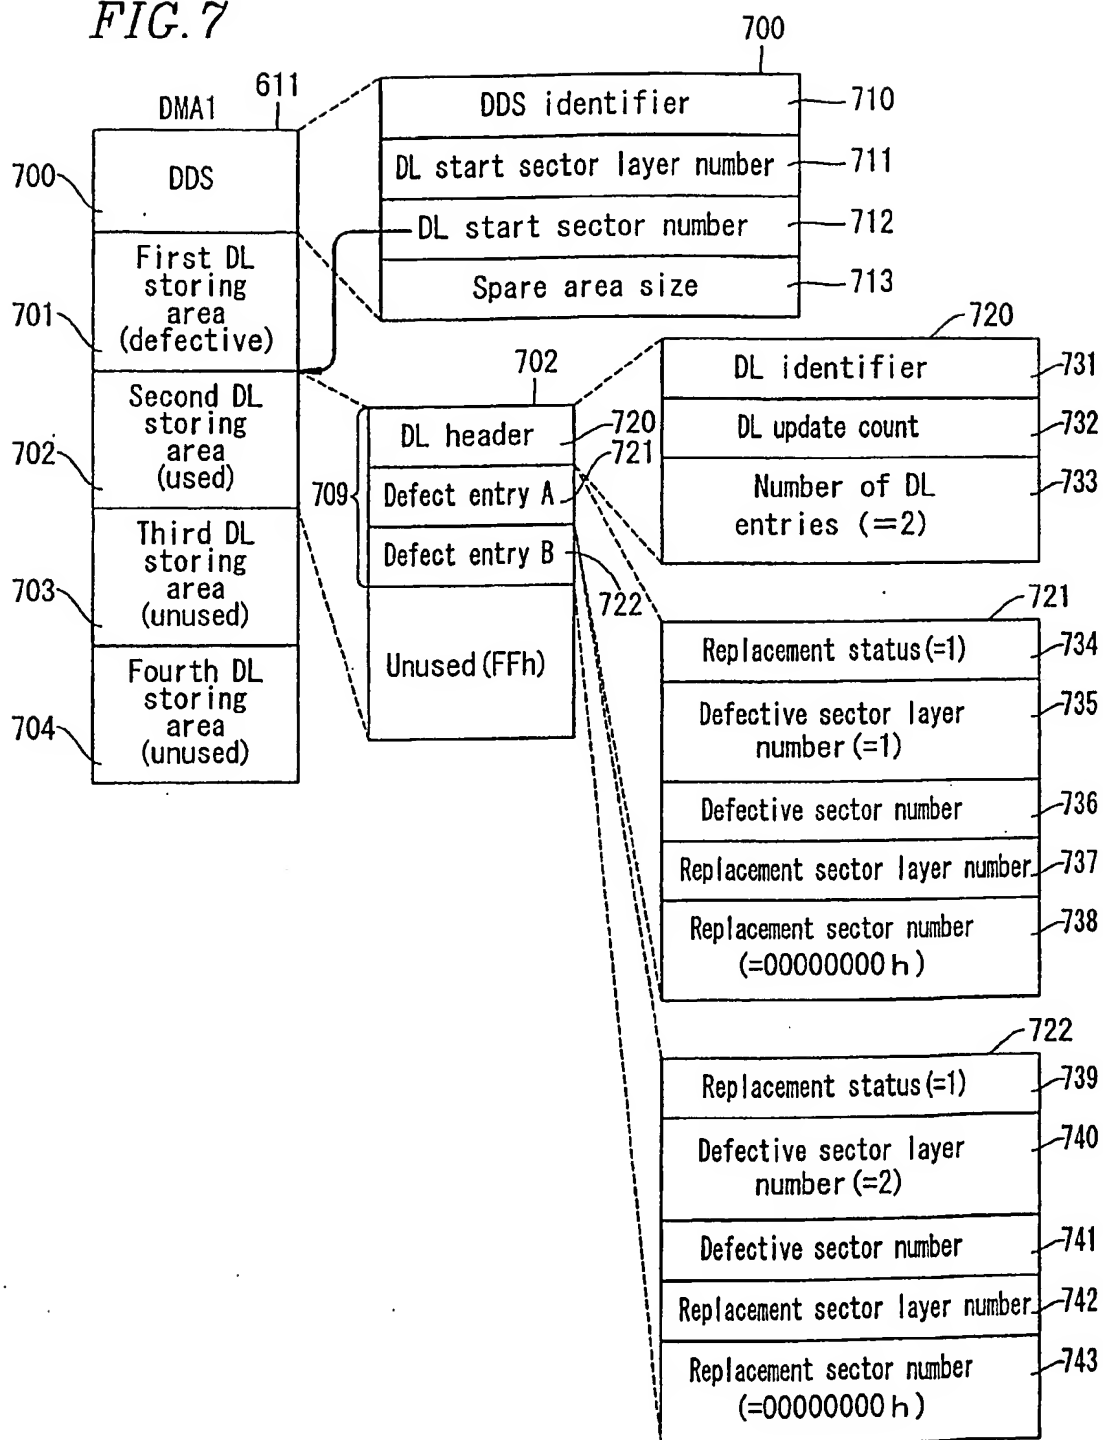 FIG. 7
DMA1
611
700
DDS
First DL
storing
area
(defective)
701
Second DL
storing
area
(used)
702
Third DL
storing
area
(unused)
703
Fourth DL
storing
area
(unused)
704
700
DDS identifier
710
DL start sector layer number
711
DL start sector number
712
Spare area size
713
702
709
DL header
720
Defect entry A
721
Defect entry B
722
Unused (FFh)
720
DL identifier
731
DL update count
732
Number of DL
entries (=2)
733
721
Replacement status (=1)
734
Defective sector layer
number (=1)
735
Defective sector number
736
Replacement sector layer number
737
Replacement sector number
(=00000000h)
738
722
Replacement status (=1)
739
Defective sector layer
number (=2)
740
Defective sector number
741
Replacement sector layer number
742
Replacement sector number
(=00000000h)
743